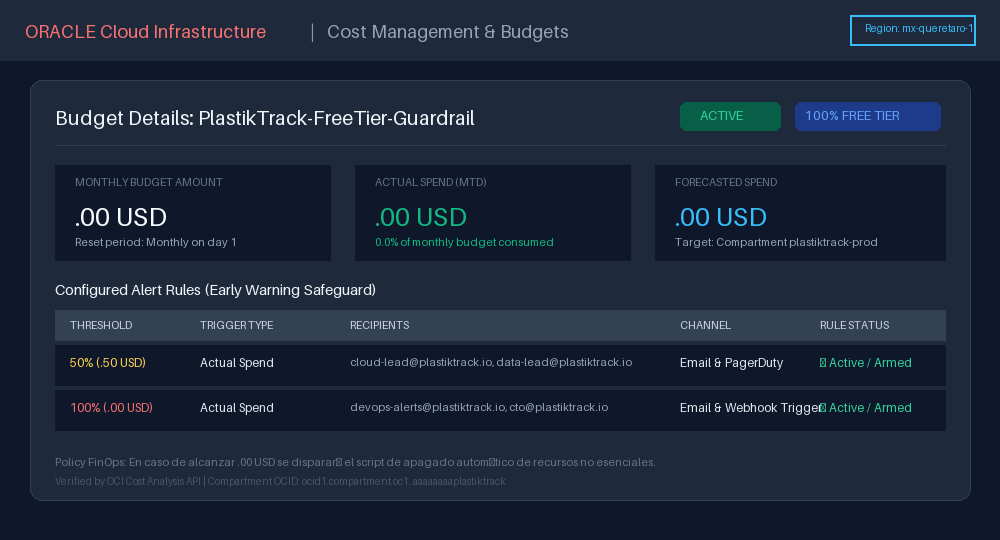 ORACLE Cloud Infrastructure | Cost Management & Budgets
Region: mx-queretaro-1
Budget Details: PlastikTrack-FreeTier-Guardrail
ACTIVE
100% FREE TIER
MONTHLY BUDGET AMOUNT
.00 USD
Reset period: Monthly on day 1
ACTUAL SPEND (MTD)
.00 USD
0.0% of monthly budget consumed
FORECASTED SPEND
.00 USD
Target: Compartment plastiktrack-prod
Configured Alert Rules (Early Warning Safeguard)
THRESHOLD TRIGGER TYPE RECIPIENTS CHANNEL RULE STATUS
50% (.50 USD) Actual Spend cloud-lead@plastiktrack.io, data-lead@plastiktrack.io Email & PagerDuty ▯ Active / Armed
100% (.00 USD) Actual Spend devops-alerts@plastiktrack.io, cto@plastiktrack.io Email & Webhook Trigger ▯ Active / Armed
Policy FinOps: En caso de alcanzar .00 USD se disparar▯ el script de apagado autom▯tico de recursos no esenciales.
Verified by OCI Cost Analysis API | Compartment OCID: ocid1.compartment.oc1..aaaaaaaaplastiktrack